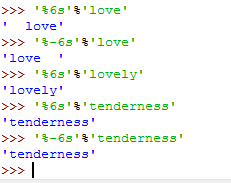 >>> '%6s'%'love'
'  love'
>>> '%-6s'%'love'
'love  '
>>> '%6s'%'lovely'
'lovely'
>>> '%6s'%'tenderness'
'tenderness'
>>> '%-6s'%'tenderness'
'tenderness'
>>>